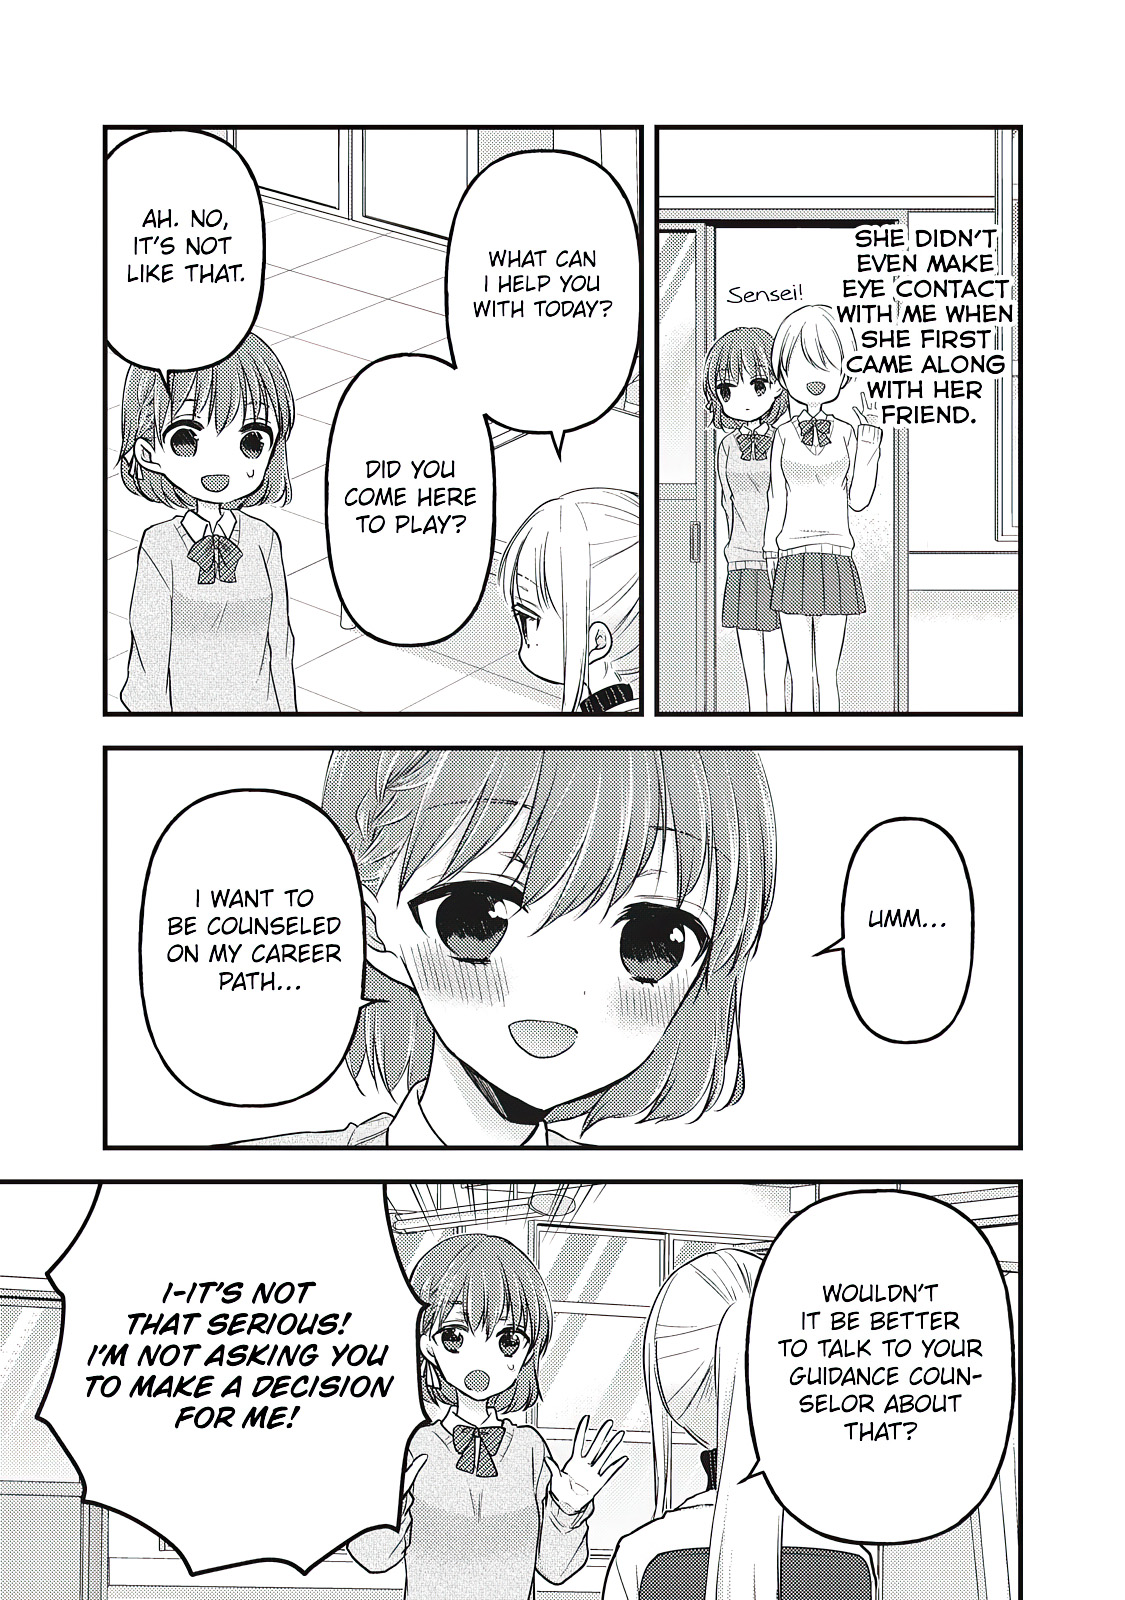 SHE DIDN'T
EVEN MAKE
EYE CONTACT
WITH ME WHEN
SHE FIRST
CAME ALONG
WITH HER
FRIEND.
Sensei!
WHAT CAN
I HELP YOU
WITH TODAY?
DID YOU
COME HERE
TO PLAY?
AH. NO,
IT'S NOT
LIKE THAT.
UMM...
I WANT TO
BE COUNSELED
ON MY CAREER
PATH...
WOULDN'T
IT BE BETTER
TO TALK TO YOUR
GUIDANCE COUN-
SELOR ABOUT
THAT?
I-IT'S NOT
THAT SERIOUS!
I'M NOT ASKING YOU
TO MAKE A DECISION
FOR ME!